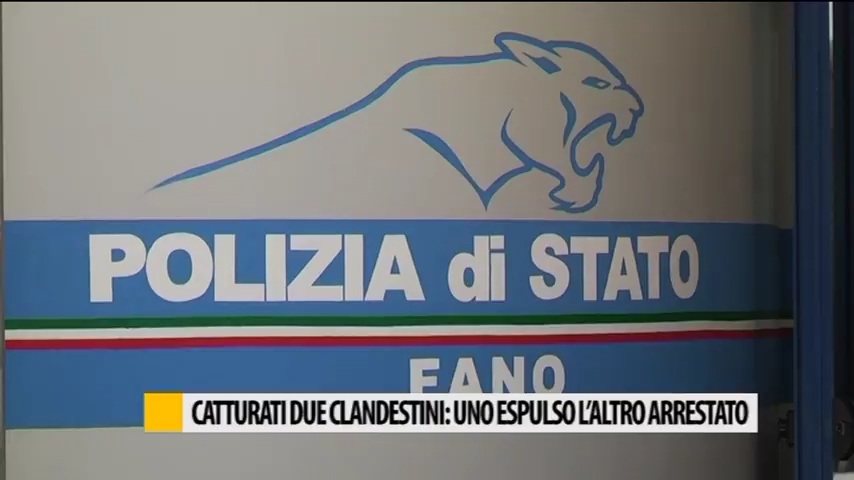 POLIZIA di STATO
FANO
CATTURATI DUE CLANDESTINI: UNO ESPULSO L'ALTRO ARRESTATO